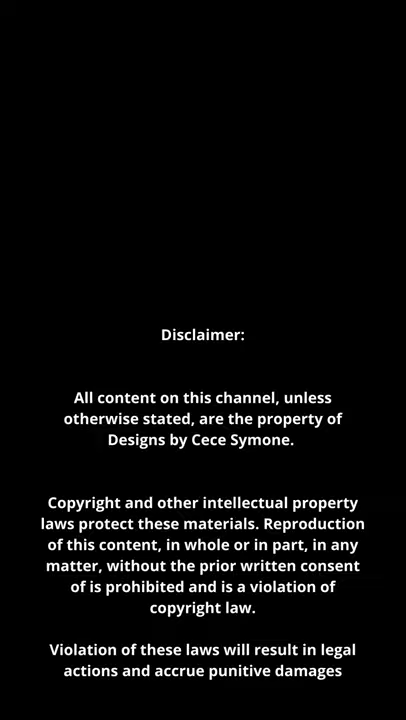 Disclaimer:
All content on this channel, unless
otherwise stated, are the property of
Designs by Cece Symone.
Copyright and other intellectual property
laws protect these materials. Reproduction
of this content, in whole or in part, in any
matter, without the prior written consent
of is prohibited and is a violation of
copyright law.
Violation of these laws will result in legal
actions and accrue punitive damages